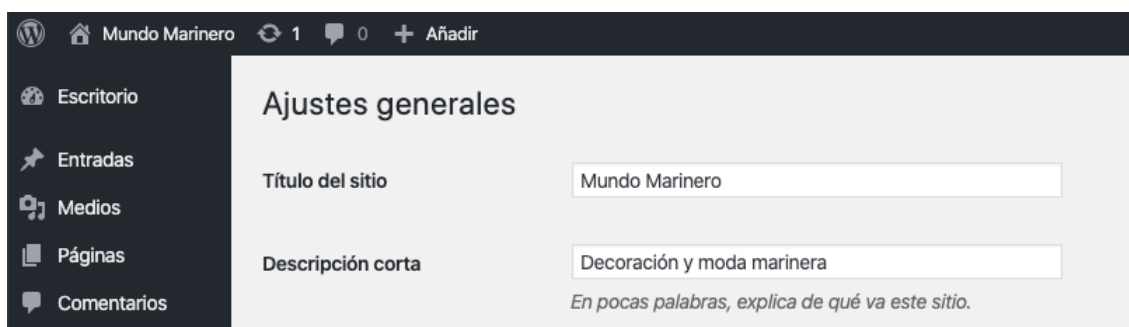 Mundo Marinero 1 0 + Añadir
Escritorio
Ajustes generales
Entradas
Título del sitio Mundo Marinero
Medios
Páginas
Descripción corta Decoración y moda marinera
Comentarios
En pocas palabras, explica de qué va este sitio.